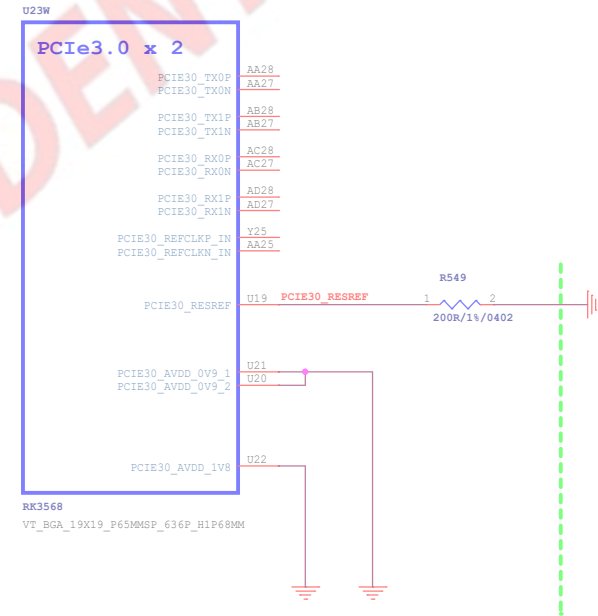 U23W
PCIe3.0 x 2
PCIE30_TX0P AA28
PCIE30_TX0N AA27
PCIE30_TX1P AB28
PCIE30_TX1N AB27
PCIE30_RX0P AC28
PCIE30_RX0N AC27
PCIE30_RX1P AD28
PCIE30_RX1N AD27
PCIE30_REFCLKP_IN Y25
PCIE30_REFCLKN_IN AA25
R549
PCIE30_RESREF U19 PCIE30_RESREF 1 2
200R/1%/0402
PCIE30_AVDD_0V9_1 U21
PCIE30_AVDD_0V9_2 U20
PCIE30_AVDD_1V8 U22
RK3568
VT_BGA_19X19_P65MMSP_636P_H1P68MM
DENT